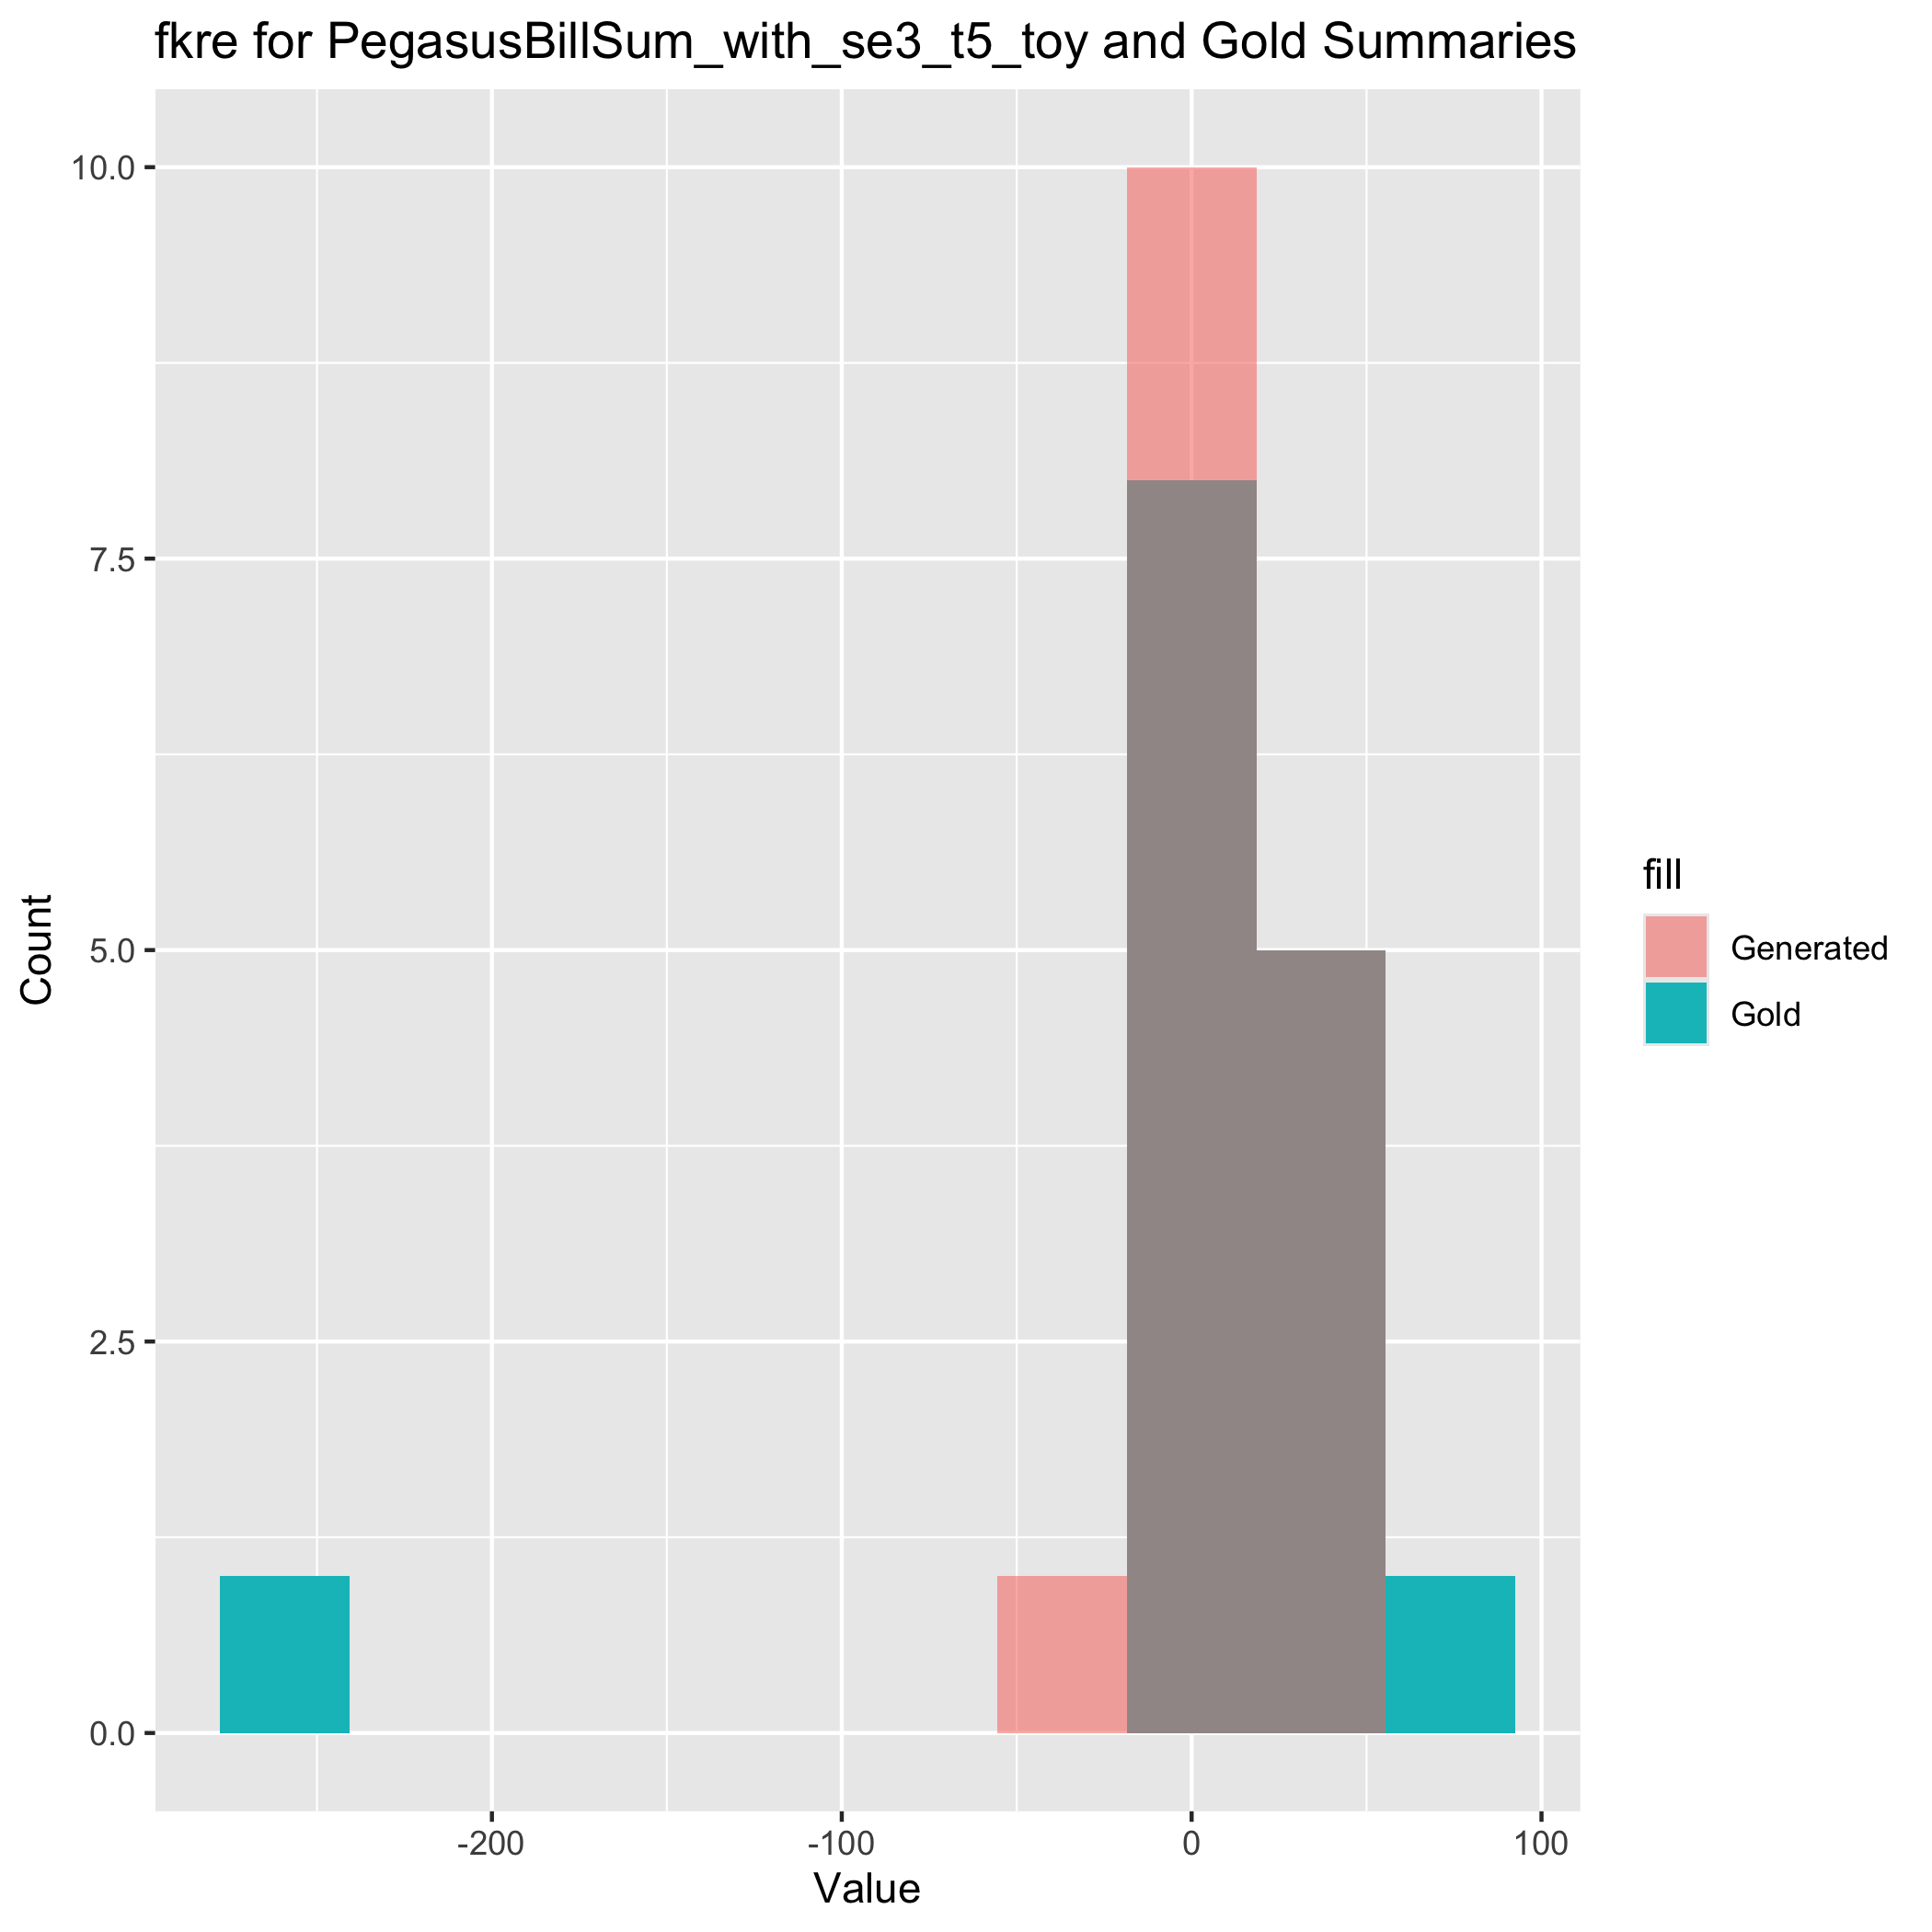 fkre for PegasusBillSum_with_se3_t5_toy and Gold Summaries
10.0
7.5
5.0
2.5
0.0
Count
-200
-100
0
100
Value
fill
Generated
Gold